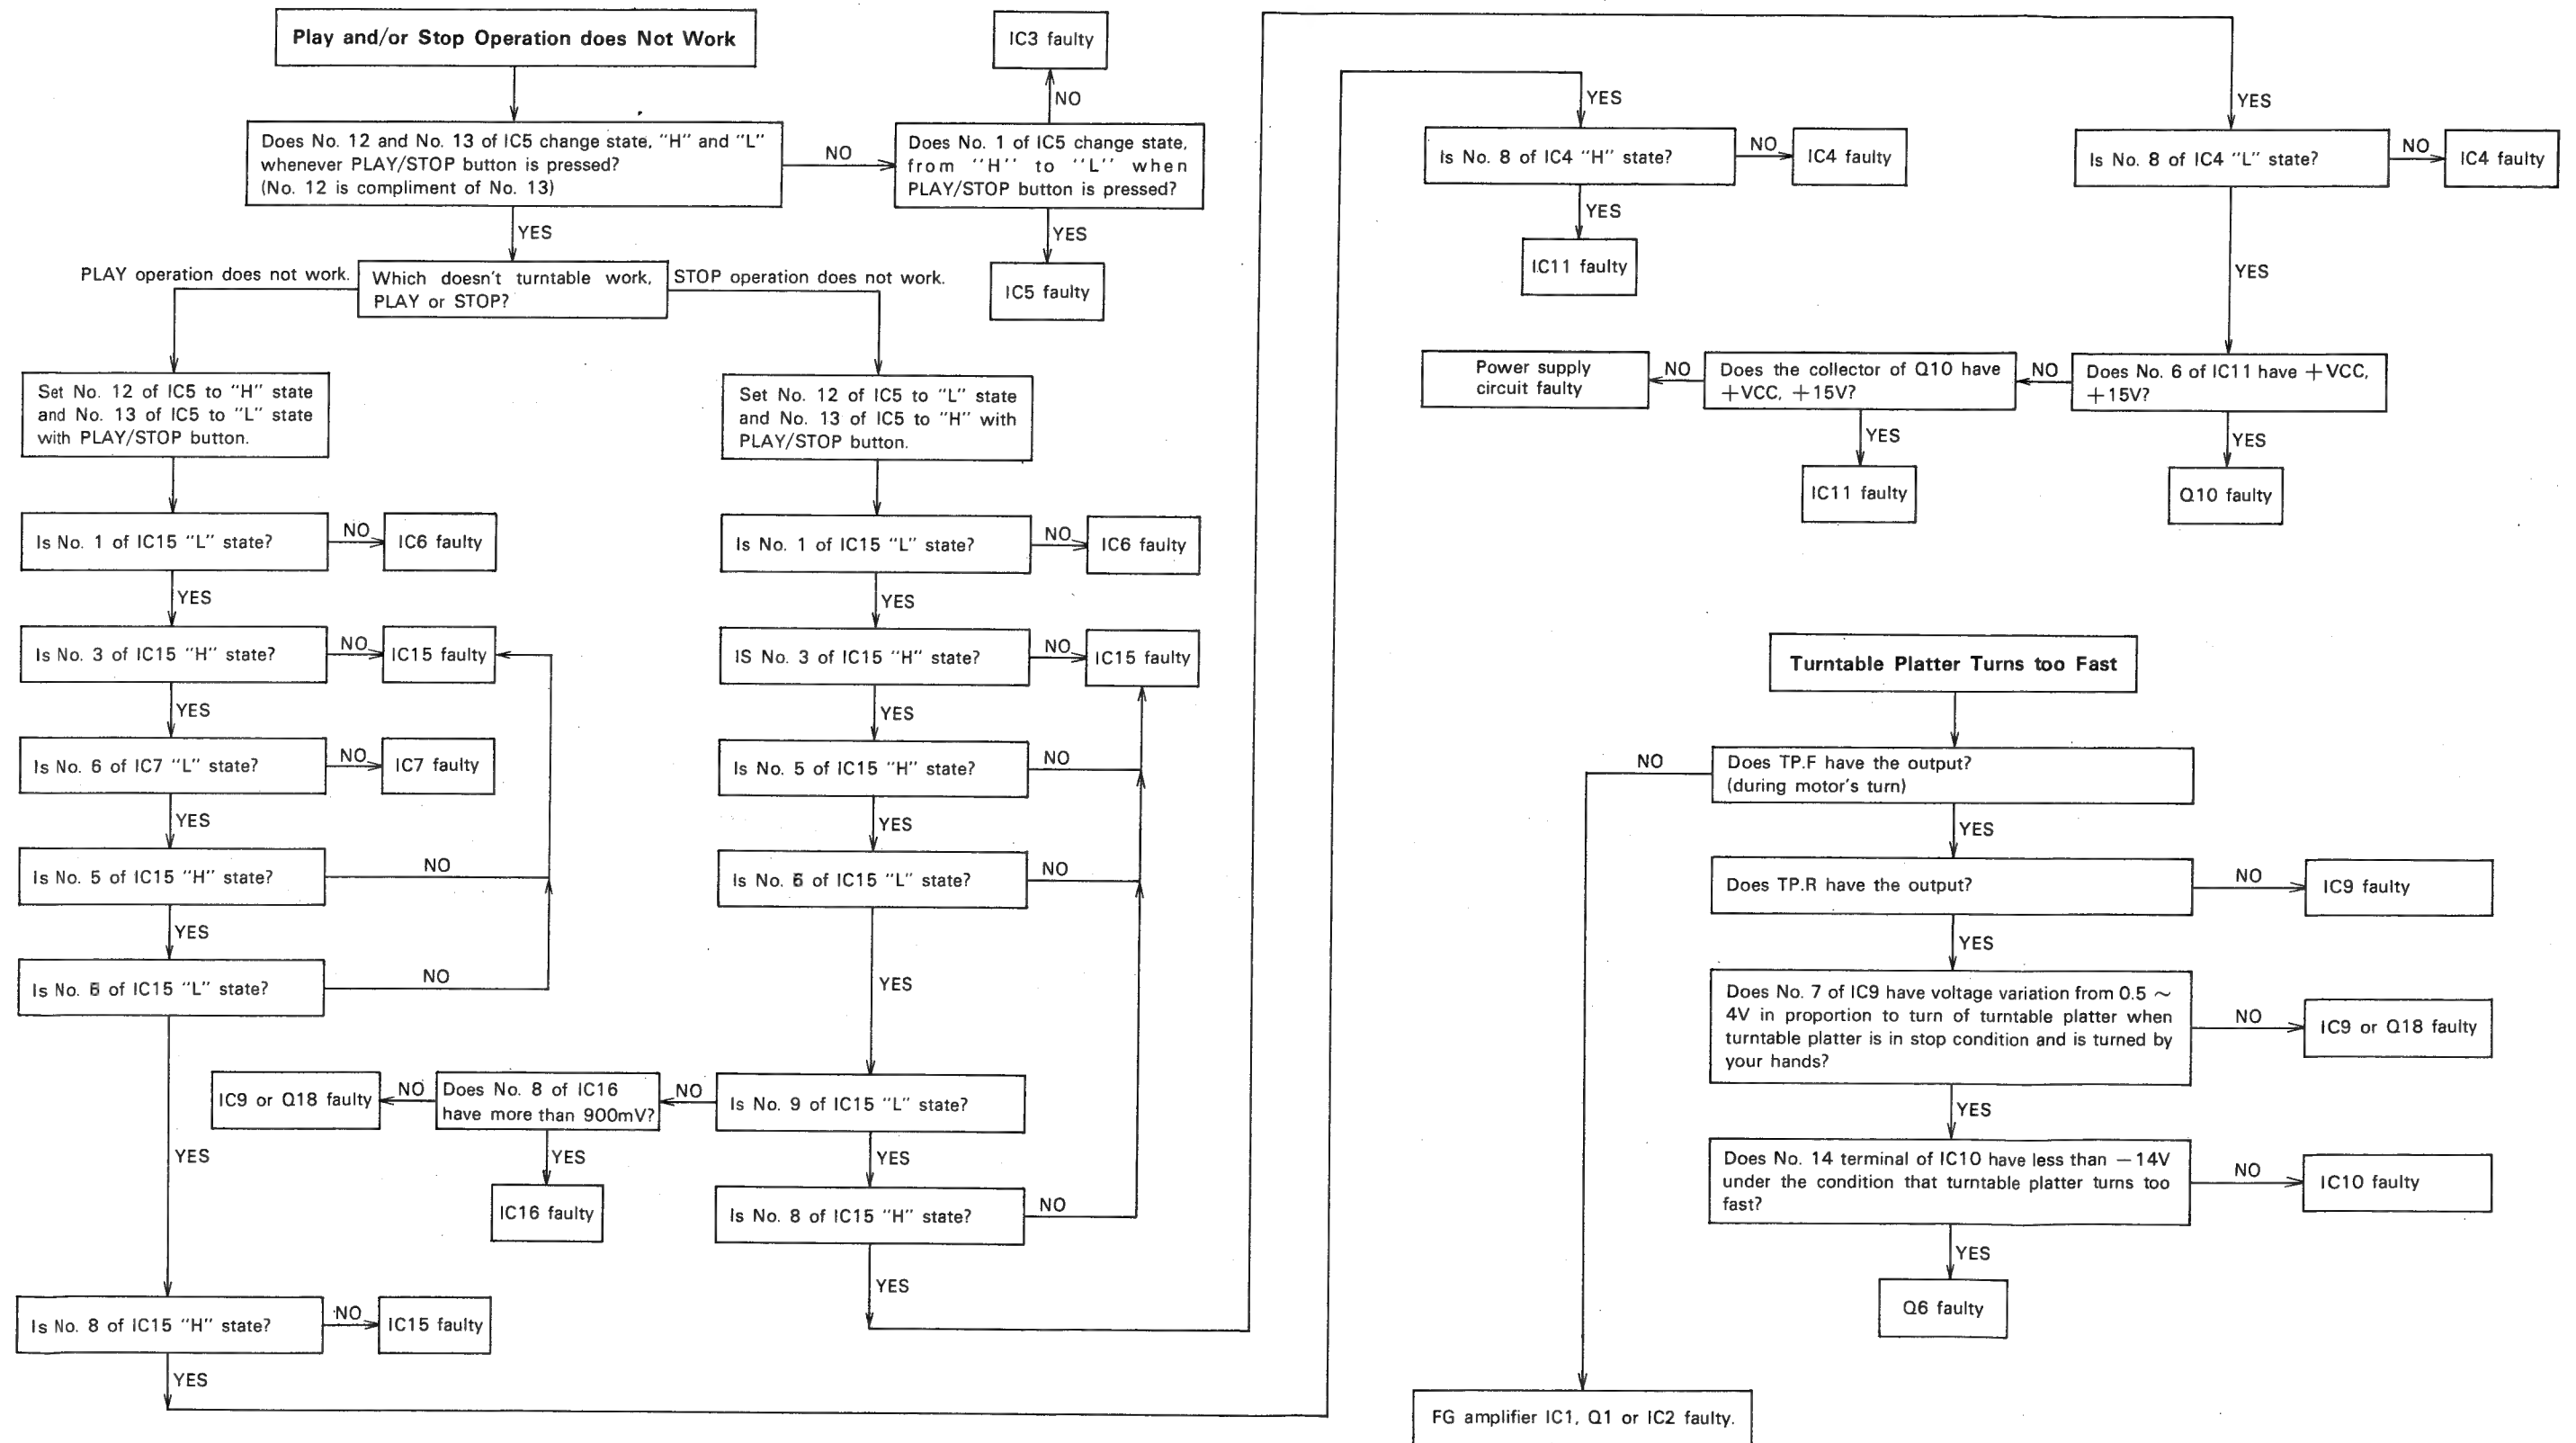 Play and/or Stop Operation does Not Work
Does No. 12 and No. 13 of IC5 change state, "H" and "L"
whenever PLAY/STOP button is pressed?
(No. 12 is compliment of No. 13)
NO
Does No. 1 of IC5 change state,
from "H" to "L" when
PLAY/STOP button is pressed?
NO
IC3 faulty
YES
IC5 faulty
YES
Which doesn't turntable work,
PLAY or STOP?
PLAY operation does not work.
STOP operation does not work.
Set No. 12 of IC5 to "H" state
and No. 13 of IC5 to "L" state
with PLAY/STOP button.
Is No. 1 of IC15 "L" state?
NO
IC6 faulty
YES
Is No. 3 of IC15 "H" state?
NO
IC15 faulty
YES
Is No. 6 of IC7 "L" state?
NO
IC7 faulty
YES
Is No. 5 of IC15 "H" state?
NO
YES
Is No. 6 of IC15 "L" state?
NO
YES
Is No. 8 of IC15 "H" state?
NO
IC15 faulty
YES
Set No. 12 of IC5 to "L" state
and No. 13 of IC5 to "H" with
PLAY/STOP button.
Is No. 1 of IC15 "L" state?
NO
IC6 faulty
YES
IS No. 3 of IC15 "H" state?
NO
IC15 faulty
YES
Is No. 5 of IC15 "H" state?
NO
YES
Is No. 6 of IC15 "L" state?
NO
YES
Is No. 9 of IC15 "L" state?
NO
Does No. 8 of IC16
have more than 900mV?
NO
IC9 or Q18 faulty
YES
IC16 faulty
YES
Is No. 8 of IC15 "H" state?
NO
YES
YES
Is No. 8 of IC4 "H" state?
NO
IC4 faulty
YES
IC11 faulty
YES
Is No. 8 of IC4 "L" state?
NO
IC4 faulty
YES
Does No. 6 of IC11 have +VCC,
+15V?
NO
Does the collector of Q10 have
+VCC, +15V?
NO
Power supply
circuit faulty
YES
IC11 faulty
YES
Q10 faulty
Turntable Platter Turns too Fast
Does TP.F have the output?
(during motor's turn)
NO
YES
Does TP.R have the output?
NO
IC9 faulty
YES
Does No. 7 of IC9 have voltage variation from 0.5 ~
4V in proportion to turn of turntable platter when
turntable platter is in stop condition and is turned by
your hands?
NO
IC9 or Q18 faulty
YES
Does No. 14 terminal of IC10 have less than −14V
under the condition that turntable platter turns too
fast?
NO
IC10 faulty
YES
Q6 faulty
FG amplifier IC1, Q1 or IC2 faulty.